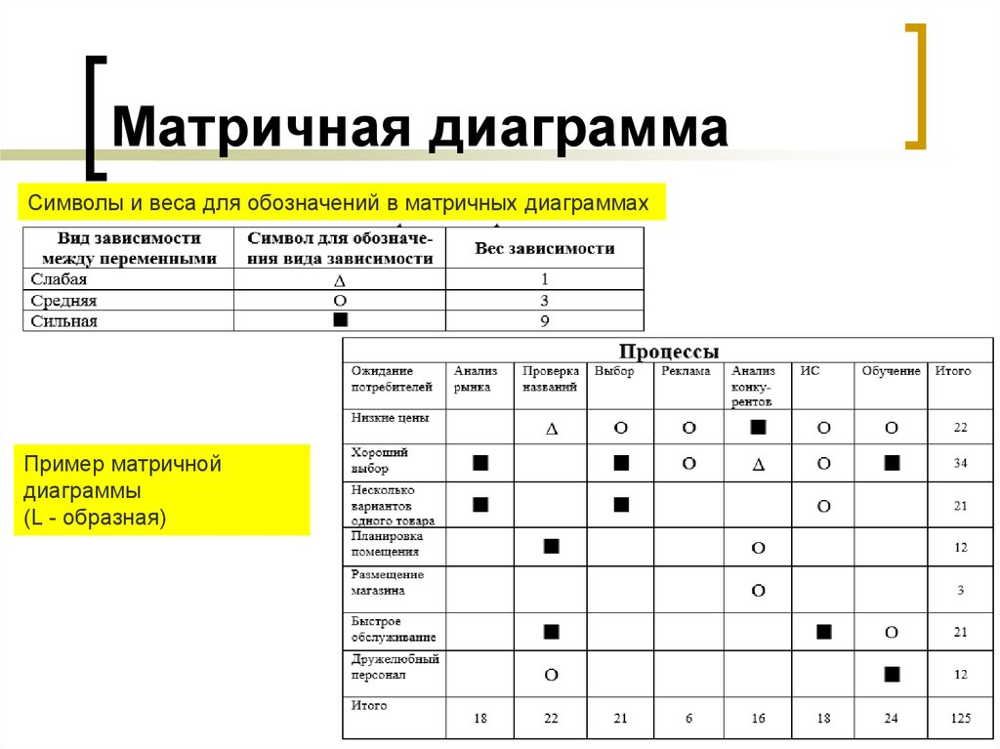 Матричная диаграмма
Символы и веса для обозначений в матричных диаграммах
Вид зависимости между переменными | Символ для обозначе-ния вида зависимости | Вес зависимости
Слабая Δ 1
Средняя О 3
Сильная ■ 9
Пример матричной
диаграммы
(L - образная)
Процессы
Ожидание потребителей | Анализ рынка | Проверка названий | Выбор | Реклама | Анализ конку-рентов | ИС | Обучение | Итого
Низкие цены Δ О О ■ О О 22
Хороший выбор ■ ■ О Δ О ■ 34
Несколько вариантов одного товара ■ ■ О 21
Планировка помещения ■ О 12
Размещение магазина О 3
Быстрое обслуживание ■ ■ О 21
Дружелюбный персонал О ■ 12
Итого 18 22 21 6 16 18 24 125